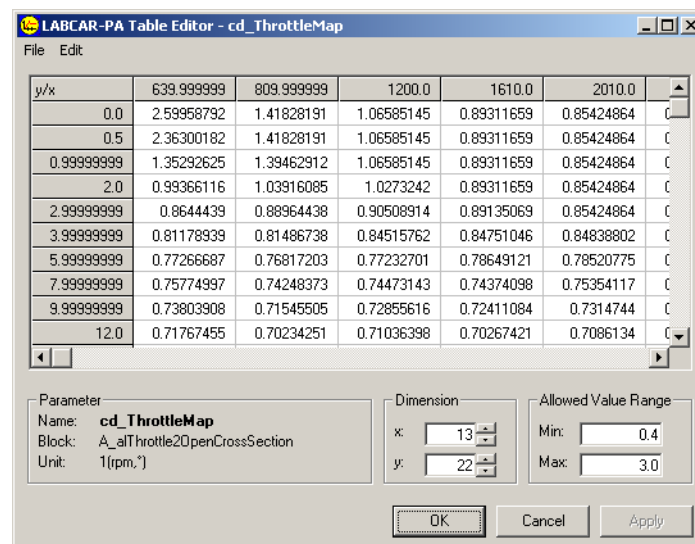 LABCAR-PA Table Editor - cd_ThrottleMap
File Edit
y/x 639.999999 809.999999 1200.0 1610.0 2010.0
0.0 2.59958792 1.41828191 1.06585145 0.89311659 0.85424864
0.5 2.36300182 1.41828191 1.06585145 0.89311659 0.85424864
0.99999999 1.35292625 1.39462912 1.06585145 0.89311659 0.85424864
2.0 0.99366116 1.03916085 1.0273242 0.89311659 0.85424864
2.99999999 0.8644439 0.88964438 0.90508914 0.89135069 0.85424864
3.99999999 0.81178939 0.81486738 0.84515762 0.84751046 0.84838802
5.99999999 0.77266687 0.76817203 0.77232701 0.78649121 0.78520775
7.99999999 0.75774997 0.74248373 0.74473143 0.74374098 0.75354117
9.99999999 0.73803908 0.71545505 0.72855616 0.72411084 0.7314744
12.0 0.71767455 0.70234251 0.71036398 0.70267421 0.7086134
Parameter
Name: cd_ThrottleMap
Block: A_alThrottle2OpenCrossSection
Unit: 1(rpm,°)
Dimension
x: 13
y: 22
Allowed Value Range
Min: 0.4
Max: 3.0
OK Cancel Apply